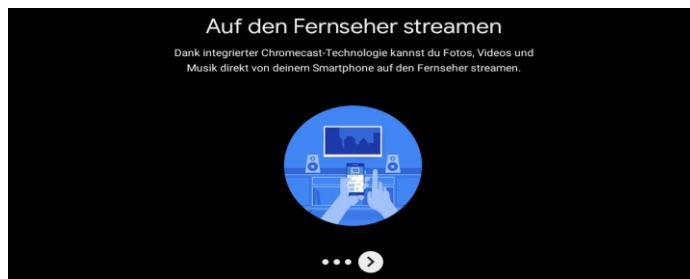 Auf den Fernseher streamen
Dank integrierter Chromecast-Technologie kannst du Fotos, Videos und
Musik direkt von deinem Smartphone auf den Fernseher streamen.